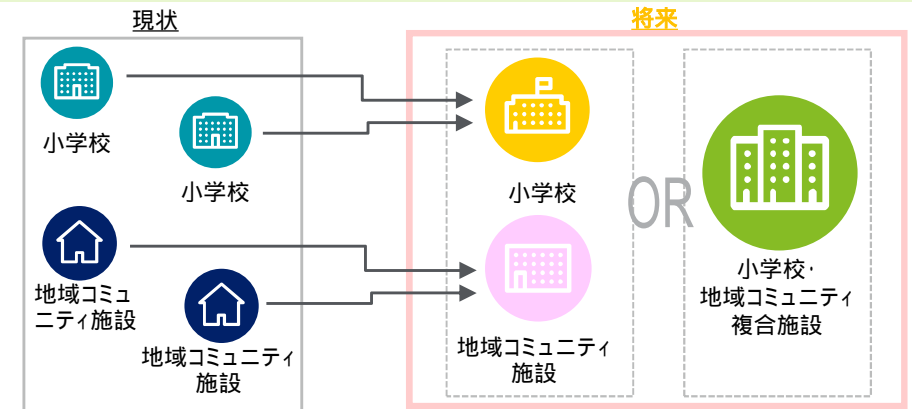 現状
小学校
小学校
地域コミュ
ニティ施設
地域コミュニティ
施設
将来
小学校
地域コミュニティ
施設
OR
小学校・
地域コミュニティ
複合施設